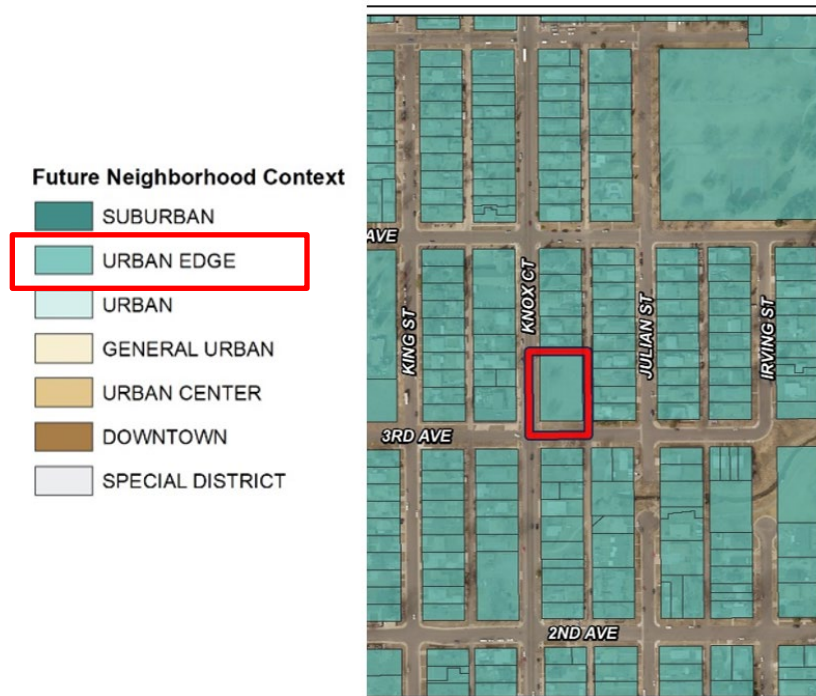 Future Neighborhood Context
SUBURBAN
URBAN EDGE
URBAN
GENERAL URBAN
URBAN CENTER
DOWNTOWN
SPECIAL DISTRICT
AVE
KING ST
KNOX CT
JULIAN ST
IRVING ST
3RD AVE
2ND AVE